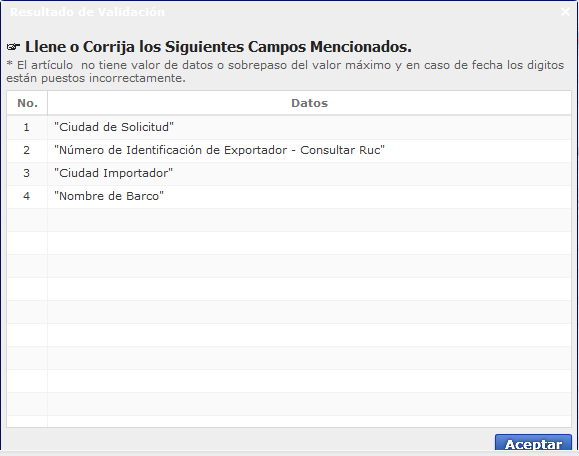 Resultado de Validación
☞ Llene o Corrija los Siguientes Campos Mencionados.
* El artículo no tiene valor de datos o sobrepaso del valor máximo y en caso de fecha los digitos
están puestos incorrectamente.
No. Datos
1 "Ciudad de Solicitud"
2 "Número de Identificación de Exportador - Consultar Ruc"
3 "Ciudad Importador"
4 "Nombre de Barco"
Aceptar